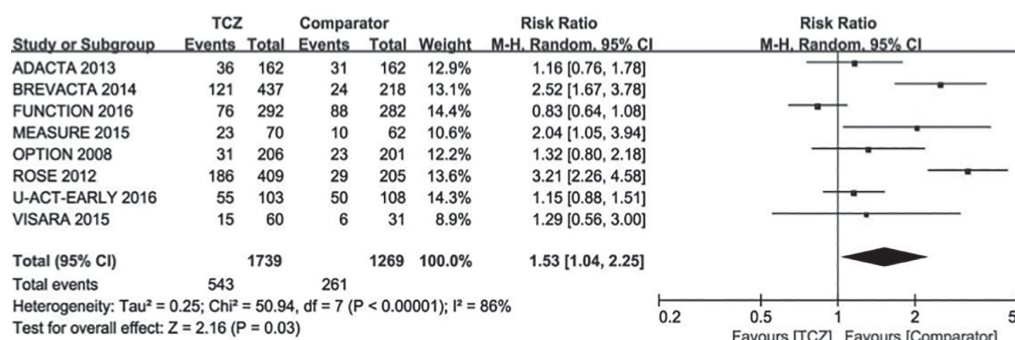 TCZ Comparator Risk Ratio Risk Ratio
Study or Subgroup Events Total Events Total Weight M-H, Random, 95% CI M-H, Random, 95% CI
ADACTA 2013 36 162 31 162 12.9% 1.16 [0.76, 1.78]
BREVACTA 2014 121 437 24 218 13.1% 2.52 [1.67, 3.78]
FUNCTION 2016 76 292 88 282 14.4% 0.83 [0.64, 1.08]
MEASURE 2015 23 70 10 62 10.6% 2.04 [1.05, 3.94]
OPTION 2008 31 206 23 201 12.2% 1.32 [0.80, 2.18]
ROSE 2012 186 409 29 205 13.6% 3.21 [2.26, 4.58]
U-ACT-EARLY 2016 55 103 50 108 14.3% 1.15 [0.88, 1.51]
VISARA 2015 15 60 6 31 8.9% 1.29 [0.56, 3.00]
Total (95% CI) 1739 1269 100.0% 1.53 [1.04, 2.25]
Total events 543 261
Heterogeneity: Tau² = 0.25; Chi² = 50.94, df = 7 (P < 0.00001); I² = 86%
Test for overall effect: Z = 2.16 (P = 0.03)
0.2 0.5 1 2 5
Favours [TCZ] Favours [Comparator]